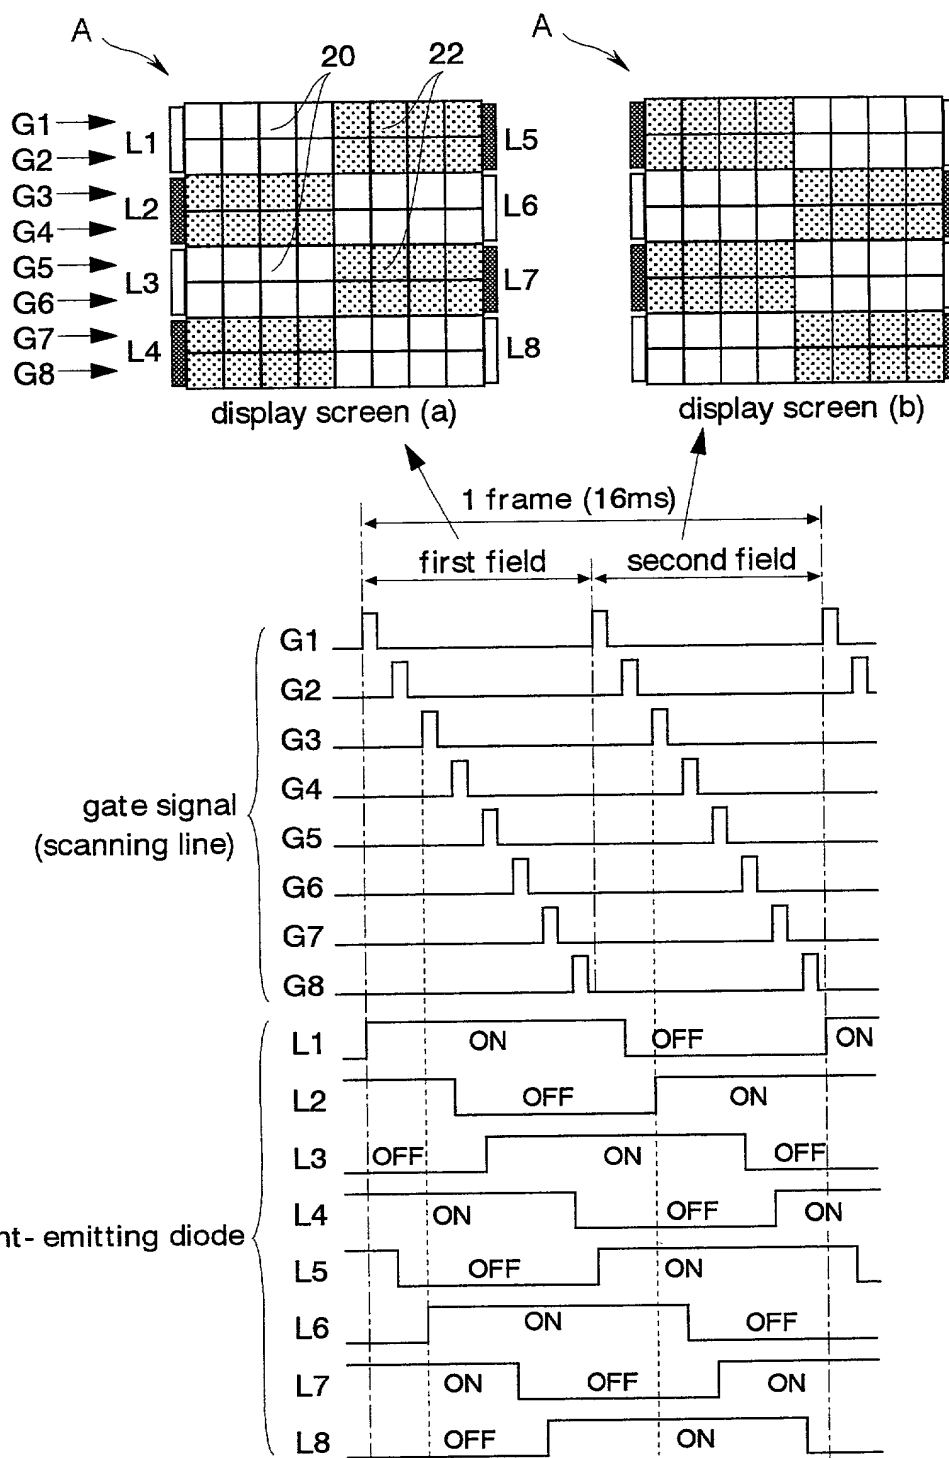 A
A
20
22
G1
L1
L5
G2
G3
L2
L6
G4
G5
L3
L7
G6
G7
L4
L8
G8
display screen (a)
display screen (b)
1 frame (16ms)
first field
second field
G1
G2
G3
G4
gate signal
(scanning line)
G5
G6
G7
G8
L1
ON
OFF
ON
L2
OFF
ON
L3
OFF
ON
OFF
L4
ON
OFF
ON
nt- emitting diode
L5
OFF
ON
L6
ON
OFF
L7
ON
OFF
ON
L8
OFF
ON